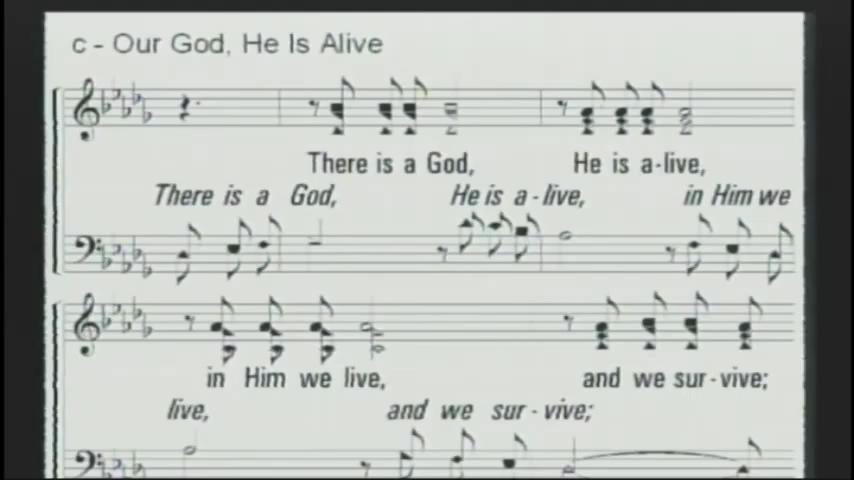 c - Our God, He Is Alive
There is a God, He is a-live,
There is a God, He is a-live, in Him we
in Him we live, and we sur-vive;
live, and we sur-vive;